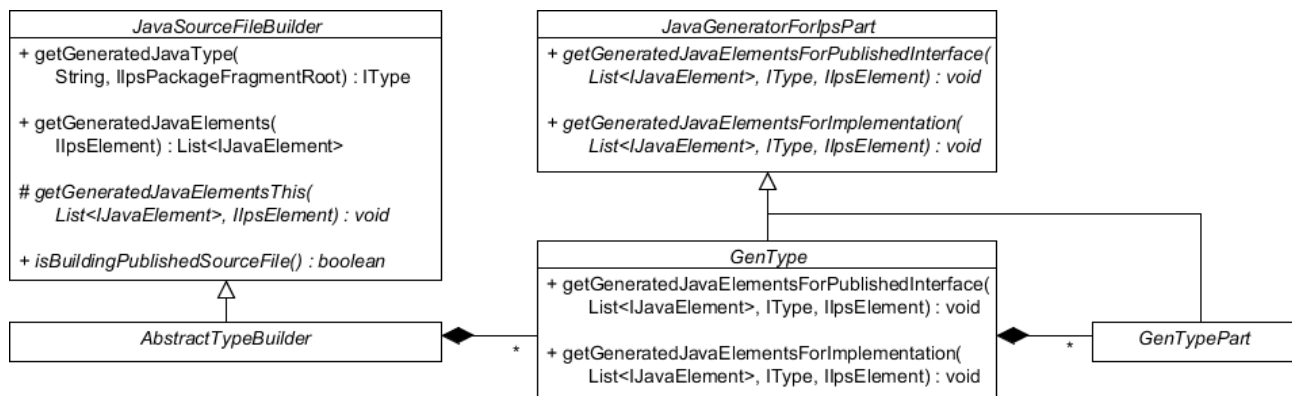 JavaSourceFileBuilder
+ getGeneratedJavaType(
String, IIpsPackageFragmentRoot) : IType
+ getGeneratedJavaElements(
IIpsElement) : List<IJavaElement>
# getGeneratedJavaElementsThis(
List<IJavaElement>, IIpsElement) : void
+ isBuildingPublishedSourceFile() : boolean
AbstractTypeBuilder
*
JavaGeneratorForIpsPart
+ getGeneratedJavaElementsForPublishedInterface(
List<IJavaElement>, IType, IIpsElement) : void
+ getGeneratedJavaElementsForImplementation(
List<IJavaElement>, IType, IIpsElement) : void
GenType
+ getGeneratedJavaElementsForPublishedInterface(
List<IJavaElement>, IType, IIpsElement) : void
+ getGeneratedJavaElementsForImplementation(
List<IJavaElement>, IType, IIpsElement) : void
*
GenTypePart